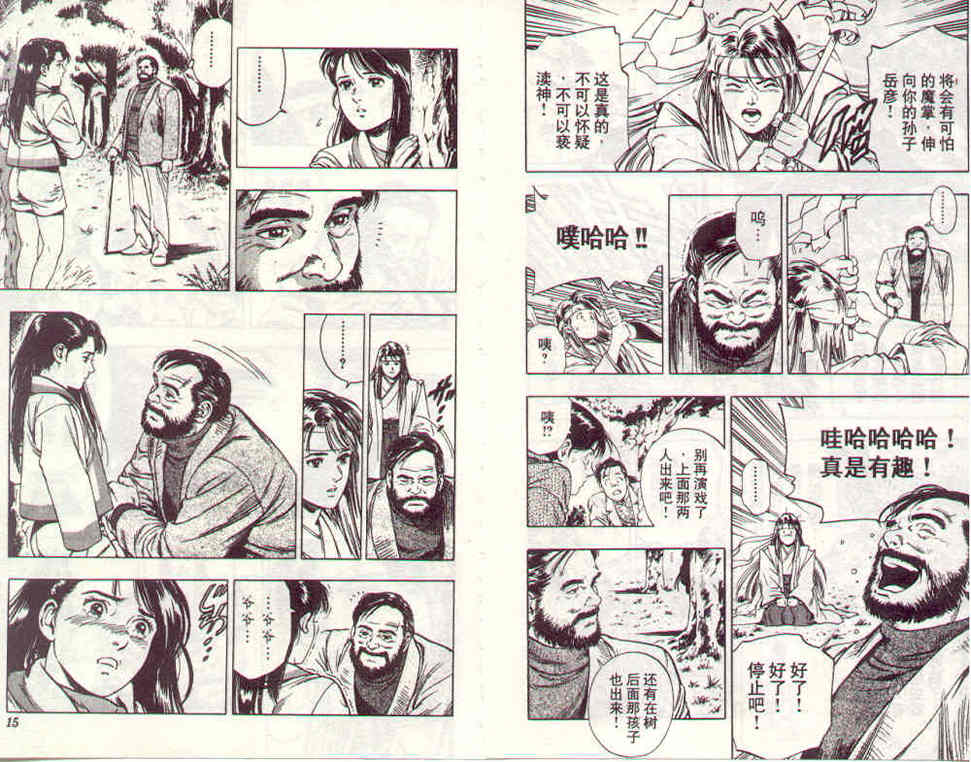 将会有可怕
的魔掌，伸
向你的孙子
岳彦！
这是真的，
不可以怀疑
，不可以亵
渎神！
………
呜…
噗哈哈!!
咦？
哇哈哈哈哈！
真是有趣！
………
好了！
好了！
停止吧！
别再演戏了
，上面那两
人出来吧！
咦!?
还有在树
后面那孩子
也出来！
………
………
………？
…爷爷…
爷爷…
15